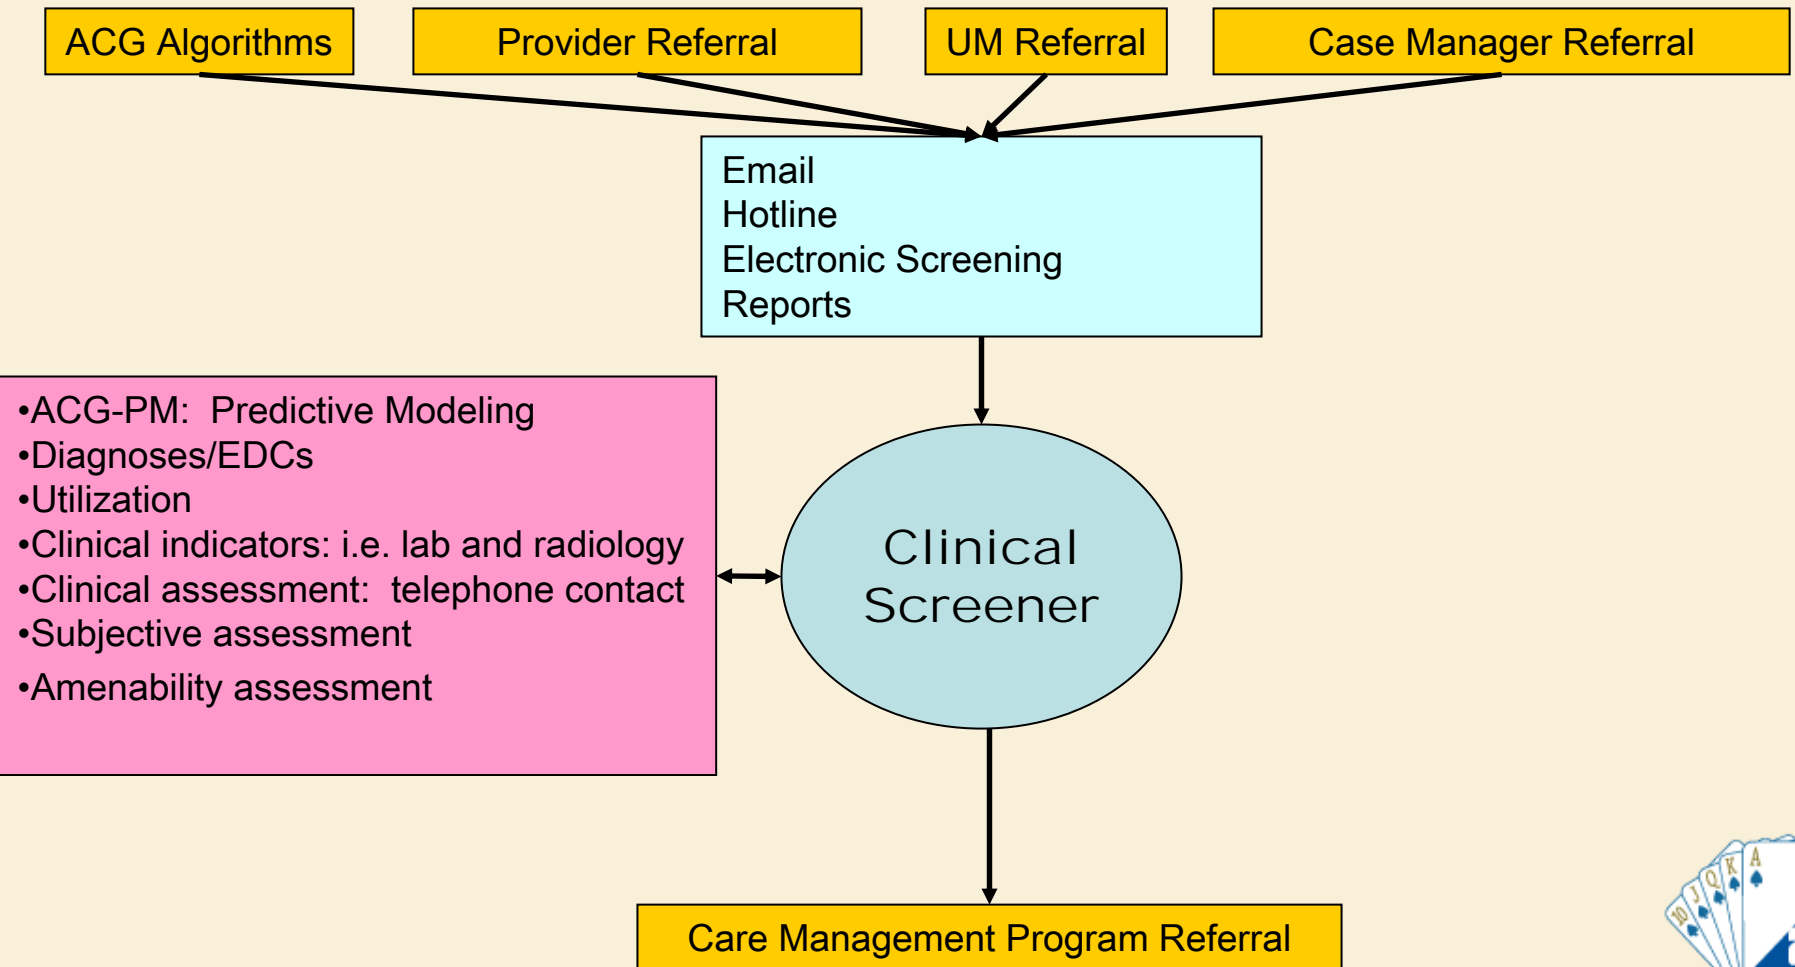 ACG Algorithms
Provider Referral
UM Referral
Case Manager Referral
Email
Hotline
Electronic Screening
Reports
•ACG-PM:  Predictive Modeling
•Diagnoses/EDCs
•Utilization
•Clinical indicators: i.e. lab and radiology
•Clinical assessment:  telephone contact
•Subjective assessment
•Amenability assessment
Clinical
Screener
Care Management Program Referral
10 J Q K A